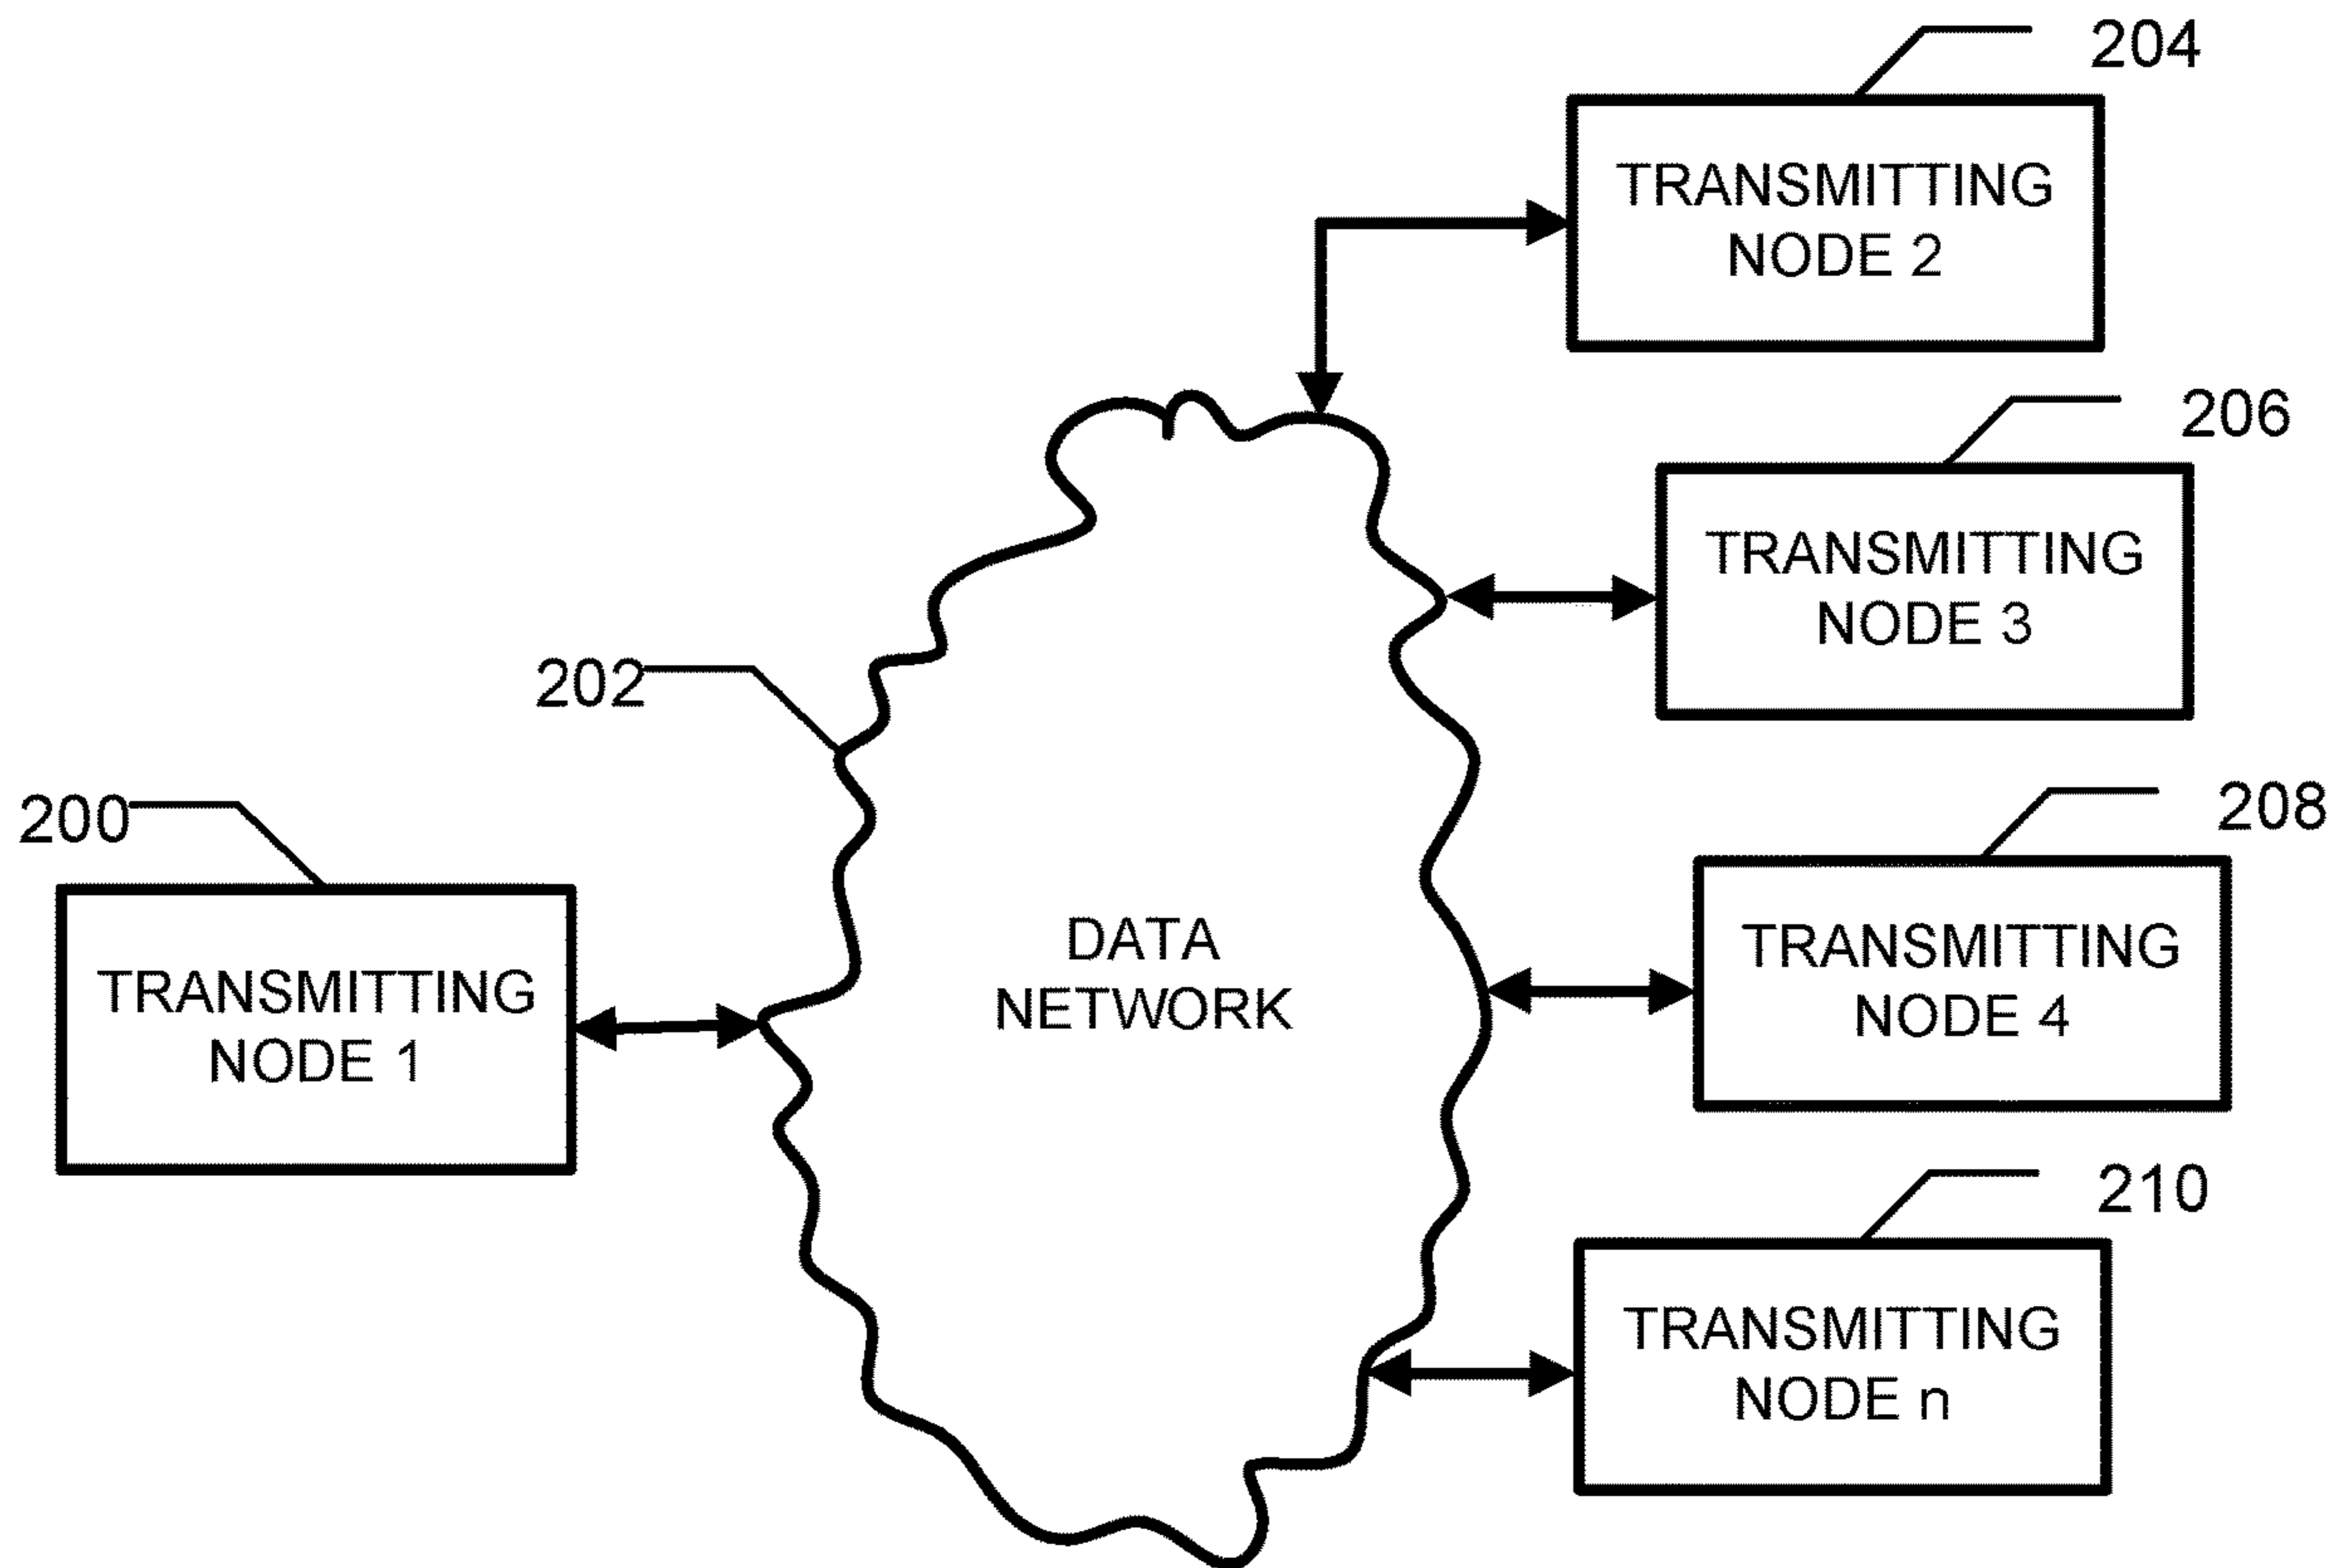 204
TRANSMITTING
NODE 2
206
TRANSMITTING
NODE 3
202
200
TRANSMITTING
NODE 1
DATA
NETWORK
208
TRANSMITTING
NODE 4
210
TRANSMITTING
NODE n